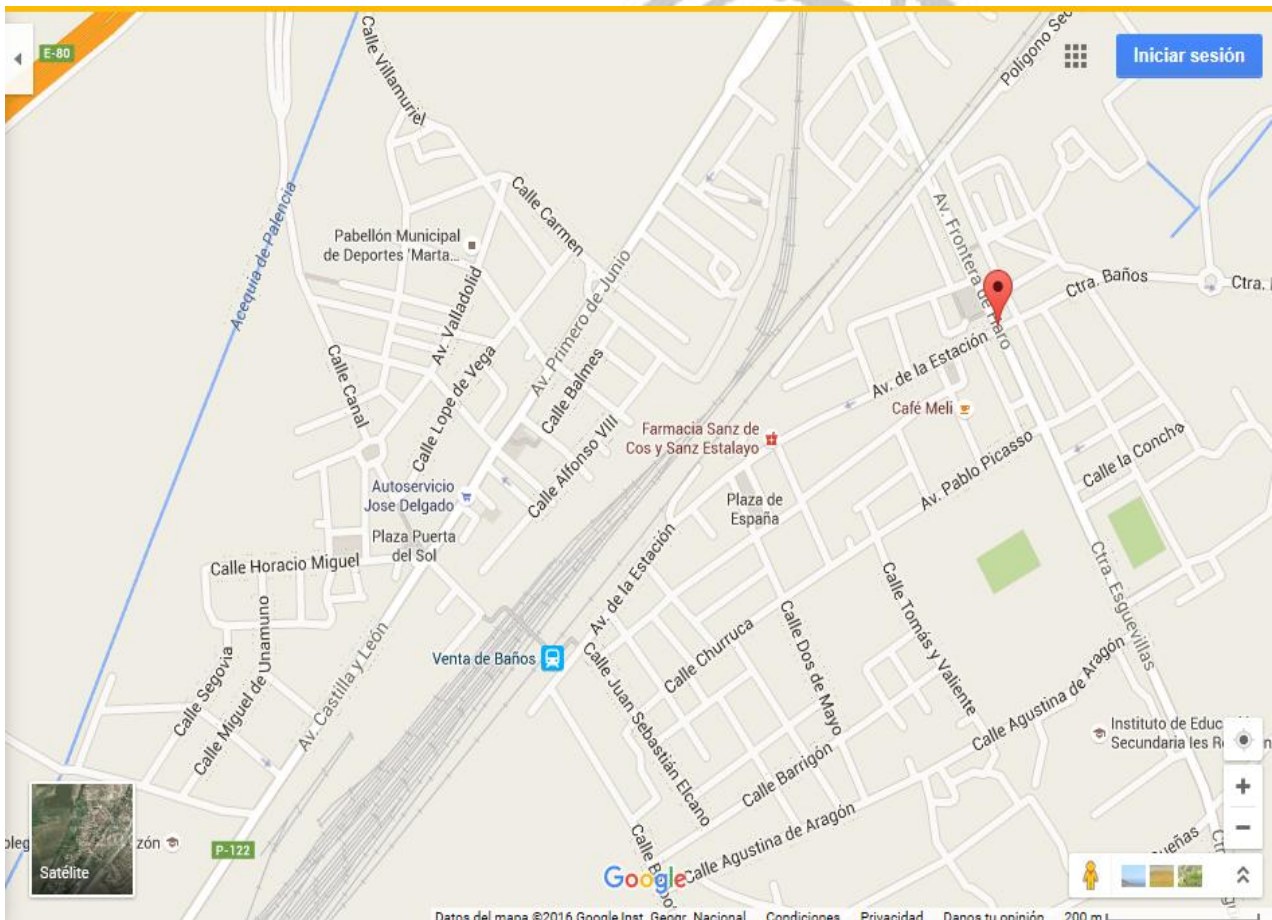 E-80
Calle Villamuriel
Polígono
Iniciar sesión
Acequia de Palencia
Pabellón Municipal
de Deportes 'Marta...
Calle Carmen
Av. Frontera de Haro
Ctra. Baños
Ctra.
Av. Valladolid
Av. Primero de Junio
Calle Canal
Calle Lope de Vega
Calle Balmes
Av. de la Estación
Café Meli
Farmacia Sanz de
Cos y Sanz Estalayo
Calle Alfonso VIII
Av. Pablo Picasso
Calle la Concha
Autoservicio
Jose Delgado
Plaza de
España
Plaza Puerta
del Sol
Calle Horacio Miguel
Av. de la Estación
Calle Tomás y Valiente
Ctra. Esguevillas
Calle Segovia
Calle Miguel de Unamuno
Av. Castilla y León
Venta de Baños
Calle Churruca
Calle Dos de Mayo
Calle Juan Sebastián Elcano
Calle Agustina de Aragón
Instituto de
Secundaria Ies
Calle Barrigón
Calle Agustina de Aragón
Calle
P-122
zón
Satélite
Google
Datos del mapa ©2016 Google Inst. Geogr. Nacional Condiciones Privacidad Danos tu opinión 200 m